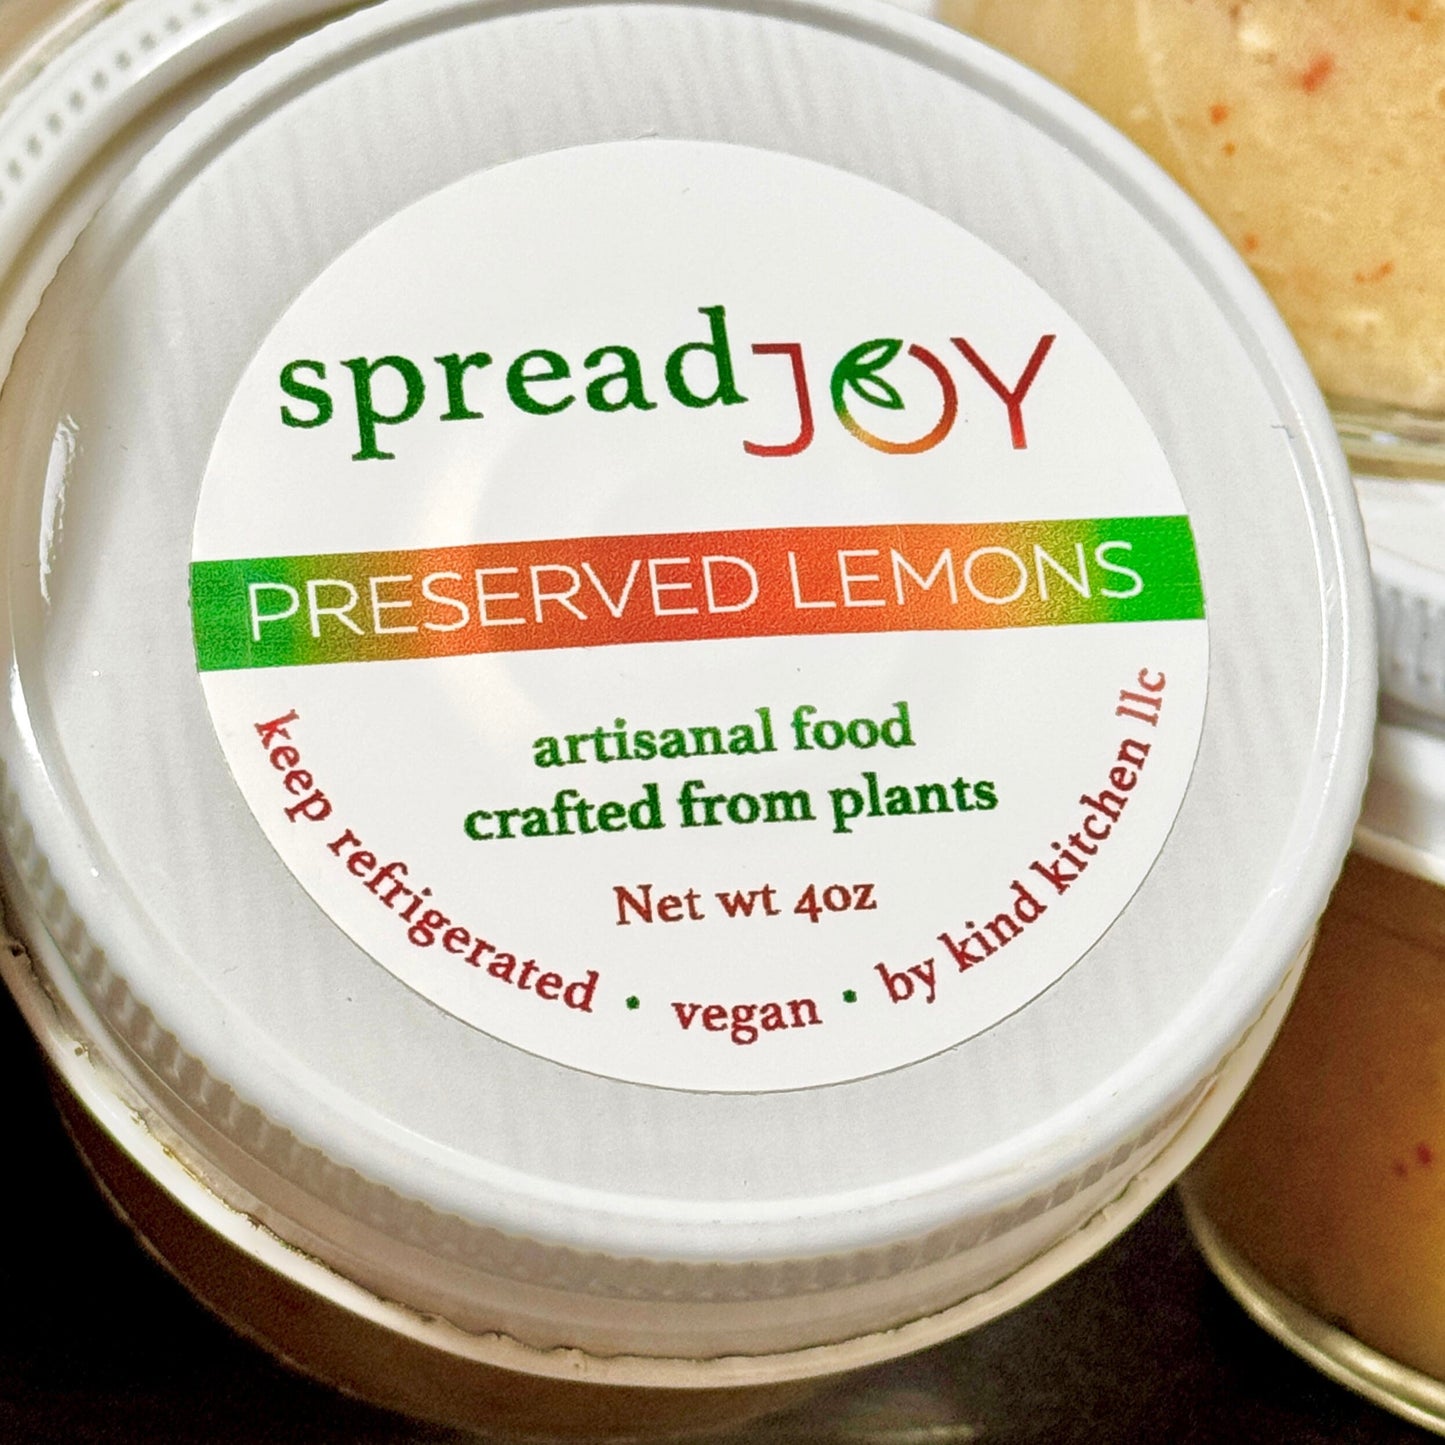 spreadJOY
PRESERVED LEMONS
artisanal food
crafted from plants
Net wt 4oz
keep refrigerated • vegan • by kind kitchen llc